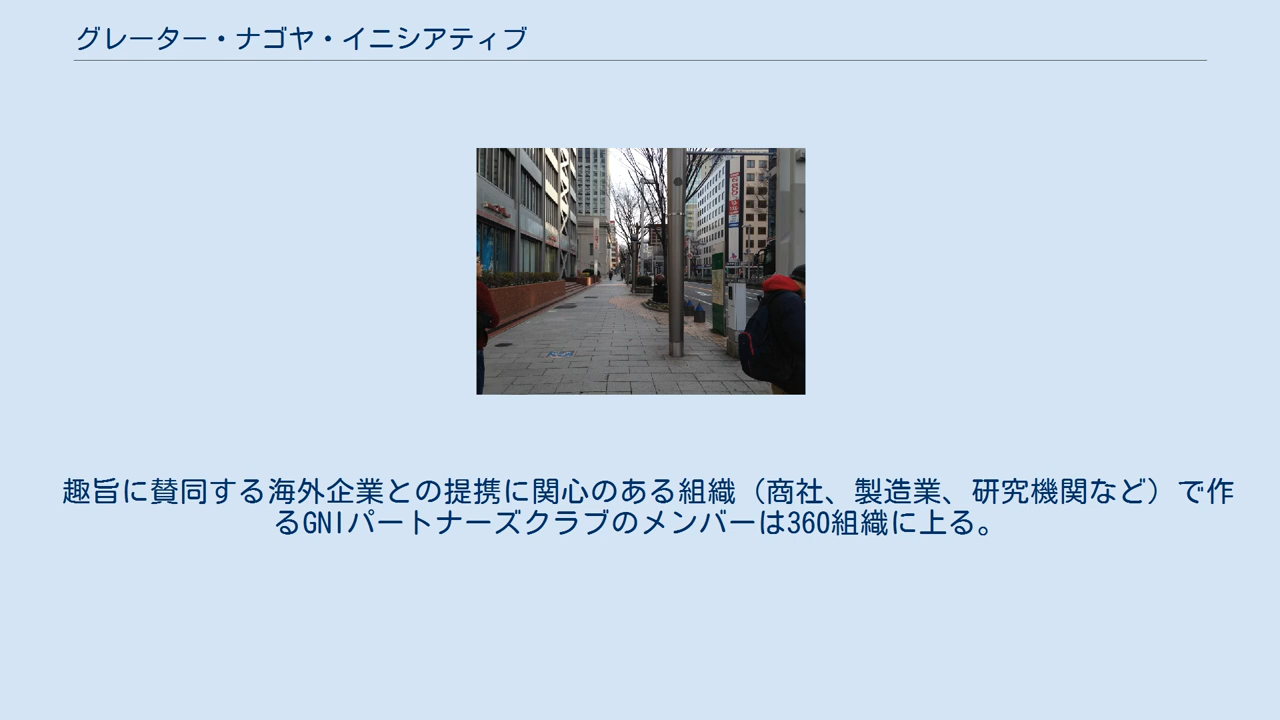 グレーター・ナゴヤ・イニシアティブ
趣旨に賛同する海外企業との提携に関心のある組織（商社、製造業、研究機関など）で作
るGNIパートナーズクラブのメンバーは360組織に上る。